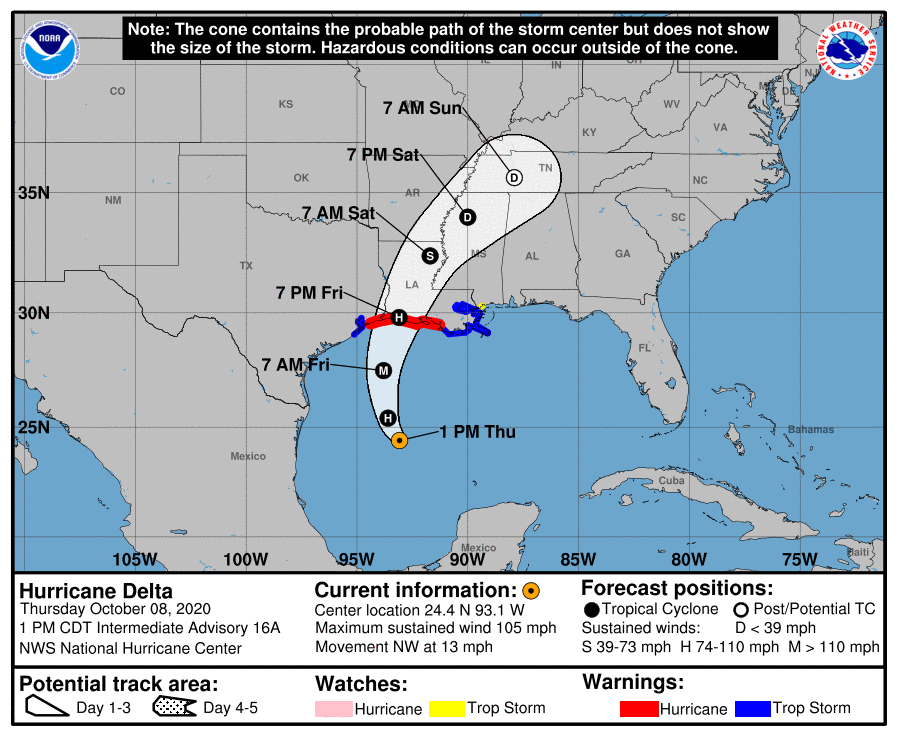 Note: The cone contains the probable path of the storm center but does not show
the size of the storm. Hazardous conditions can occur outside of the cone.
NOAA
NATIONAL WEATHER SERVICE
IL
IN
OH
NJ
MD
DE
CO
KS
WV
VA
KY
7 AM Sun
7 PM Sat
TN
OK
AR
NC
35N
NM
SC
7 AM Sat
MS
AL
GA
TX
LA
7 PM Fri
30N
FL
7 AM Fri
25N
1 PM Thu
Bahamas
Mexico
Cuba
Mexico
Haiti
105W
100W
95W
90W
85W
80W
75W
D
D
S
H
M
H
Hurricane Delta
Thursday October 08, 2020
1 PM CDT Intermediate Advisory 16A
NWS National Hurricane Center
Current information:
Center location 24.4 N 93.1 W
Maximum sustained wind 105 mph
Movement NW at 13 mph
Forecast positions:
Tropical Cyclone Post/Potential TC
Sustained winds: D < 39 mph
S 39-73 mph H 74-110 mph M > 110 mph
Potential track area:
Day 1-3 Day 4-5
Watches:
Hurricane Trop Storm
Warnings:
Hurricane Trop Storm